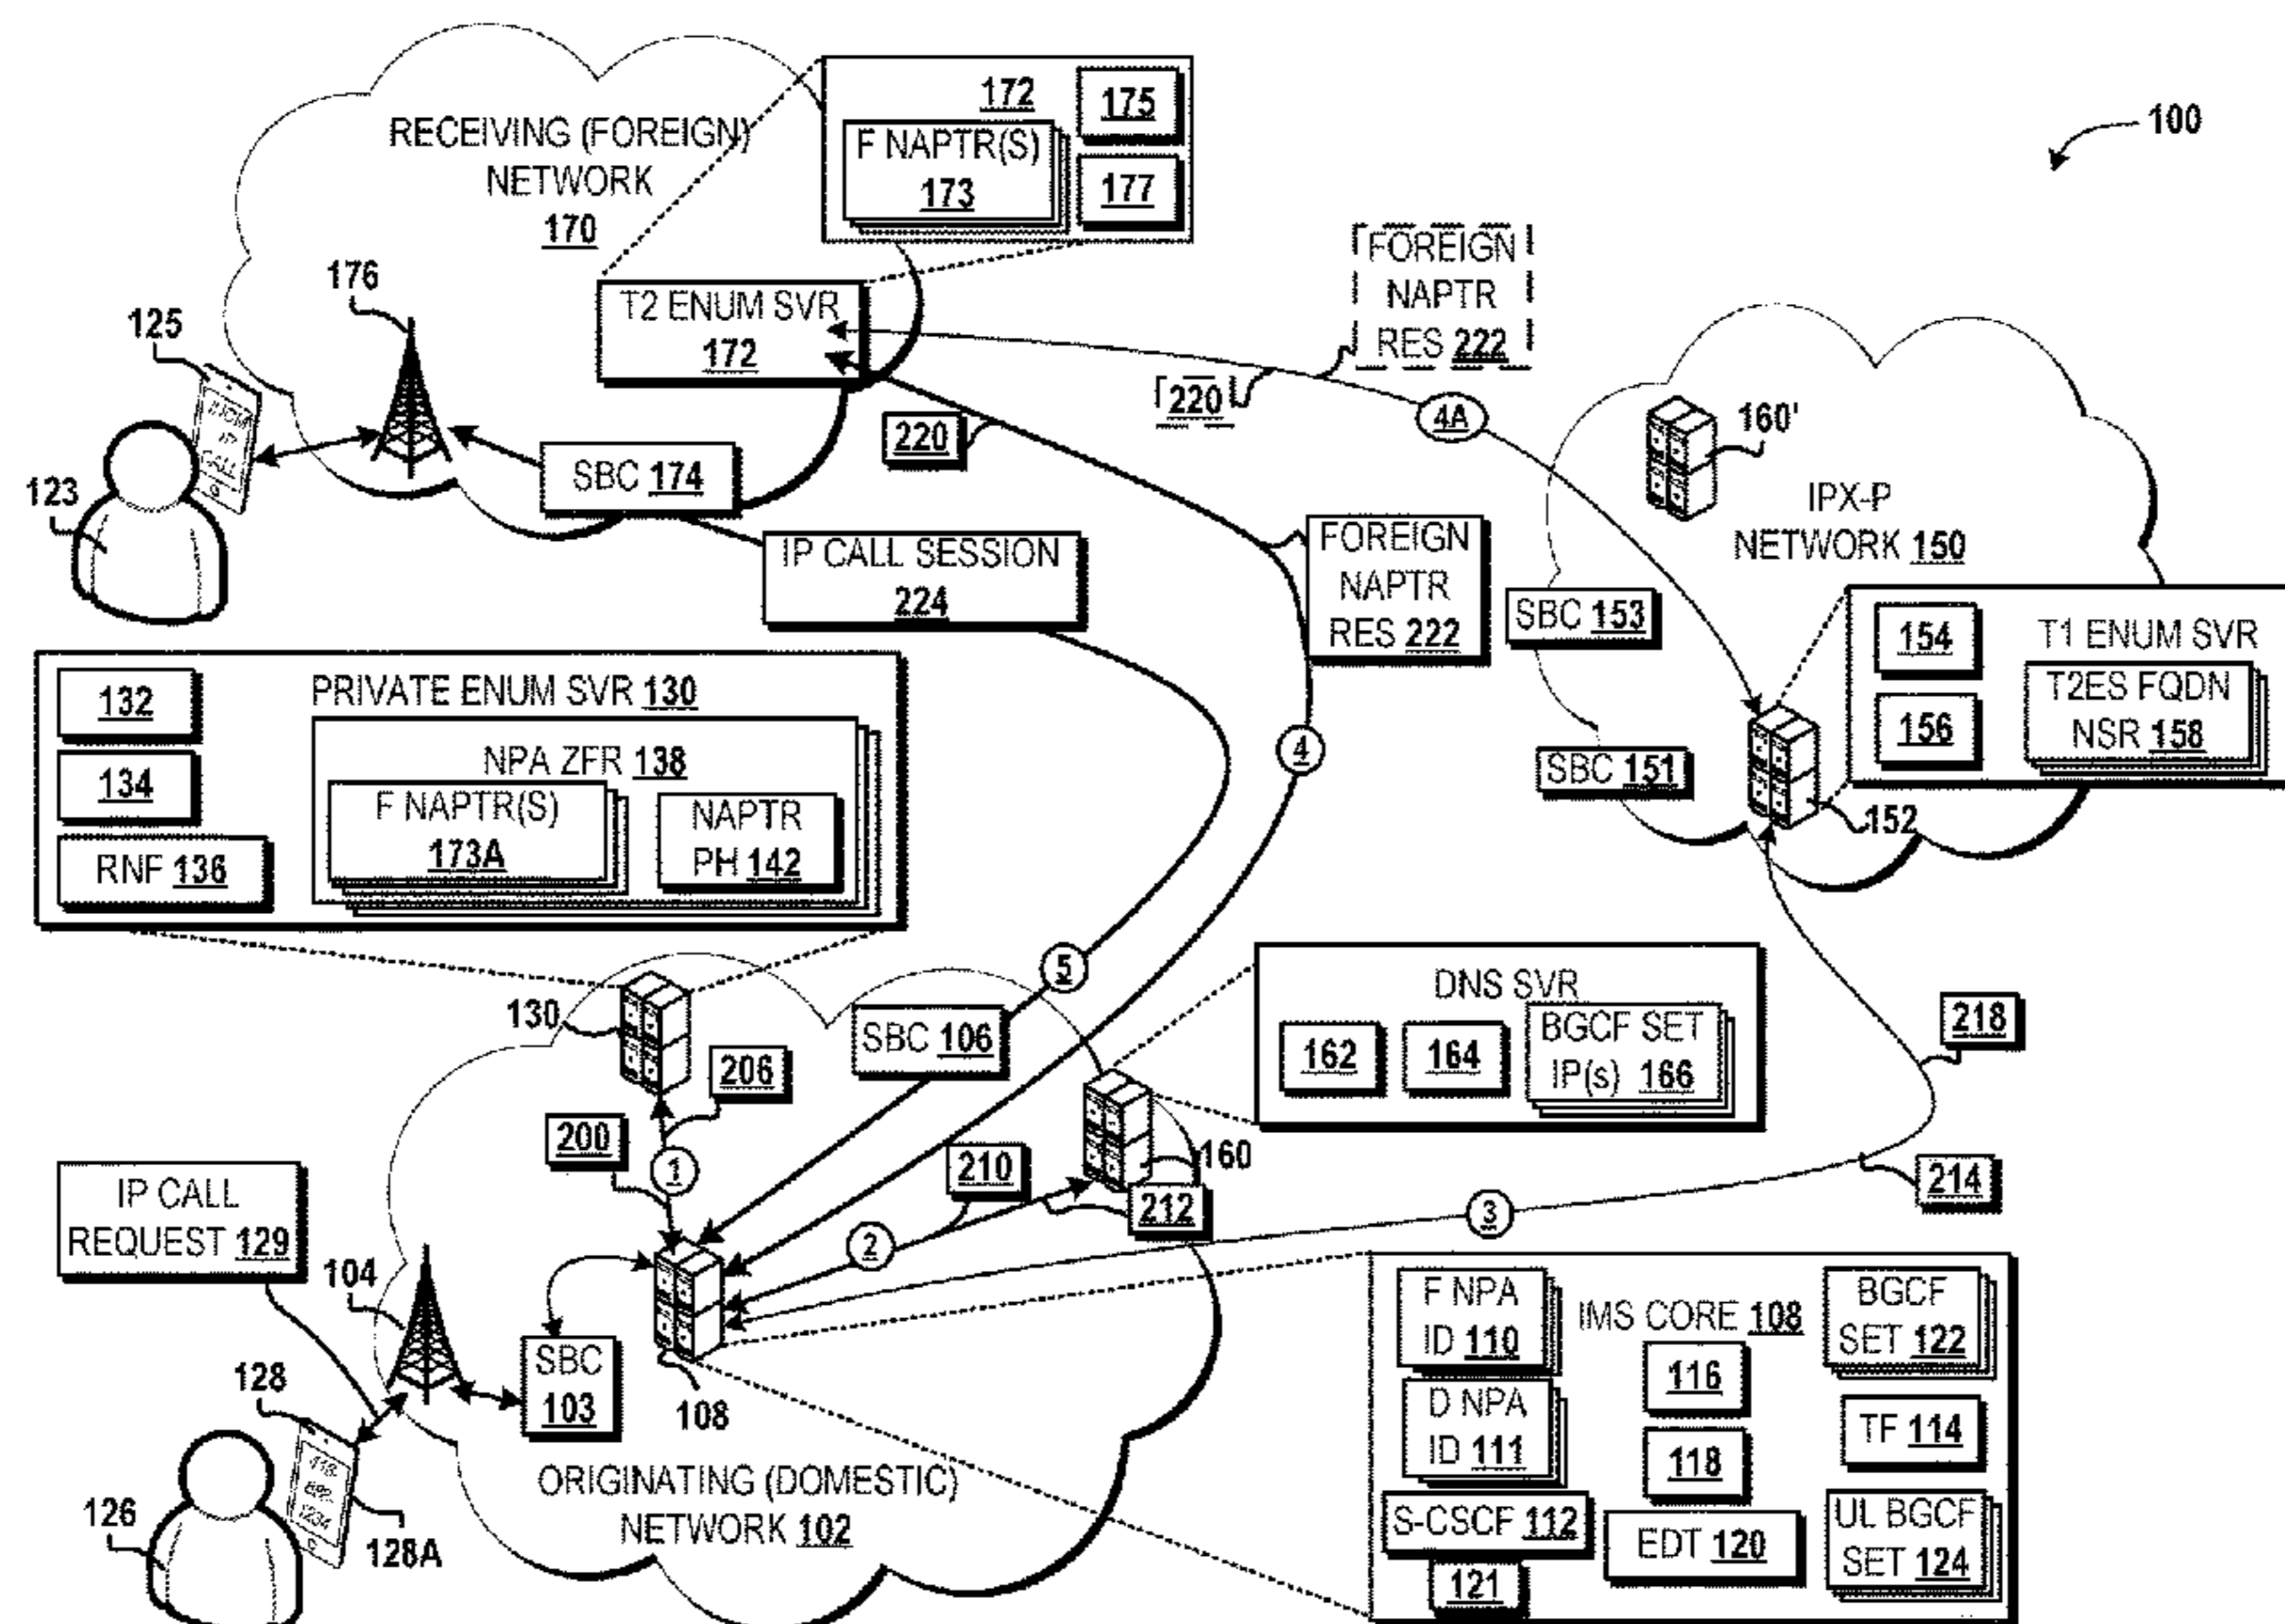 100
RECEIVING (FOREIGN)
NETWORK
170
172
F NAPTR(S)
173
175
177
176
125
123
T2 ENUM SVR
172
SBC 174
FOREIGN
NAPTR
RES 222
220
4A
220
160'
IPX-P
NETWORK 150
IP CALL SESSION
224
FOREIGN
NAPTR
RES 222
SBC 153
SBC 151
154
156
T1 ENUM SVR
T2ES FQDN
NSR 158
152
PRIVATE ENUM SVR 130
132
134
RNF 136
NPA ZFR 138
F NAPTR(S)
173A
NAPTR
PH 142
4
5
130
SBC 106
206
200
1
DNS SVR
162
164
BGCF SET
IP(s) 166
218
214
160
210
212
2
3
IP CALL
REQUEST 129
104
SBC
103
108
128
126
128A
ORIGINATING (DOMESTIC)
NETWORK 102
F NPA
ID 110
D NPA
ID 111
S-CSCF 112
121
IMS CORE 108
116
118
EDT 120
BGCF
SET 122
TF 114
UL BGCF
SET 124